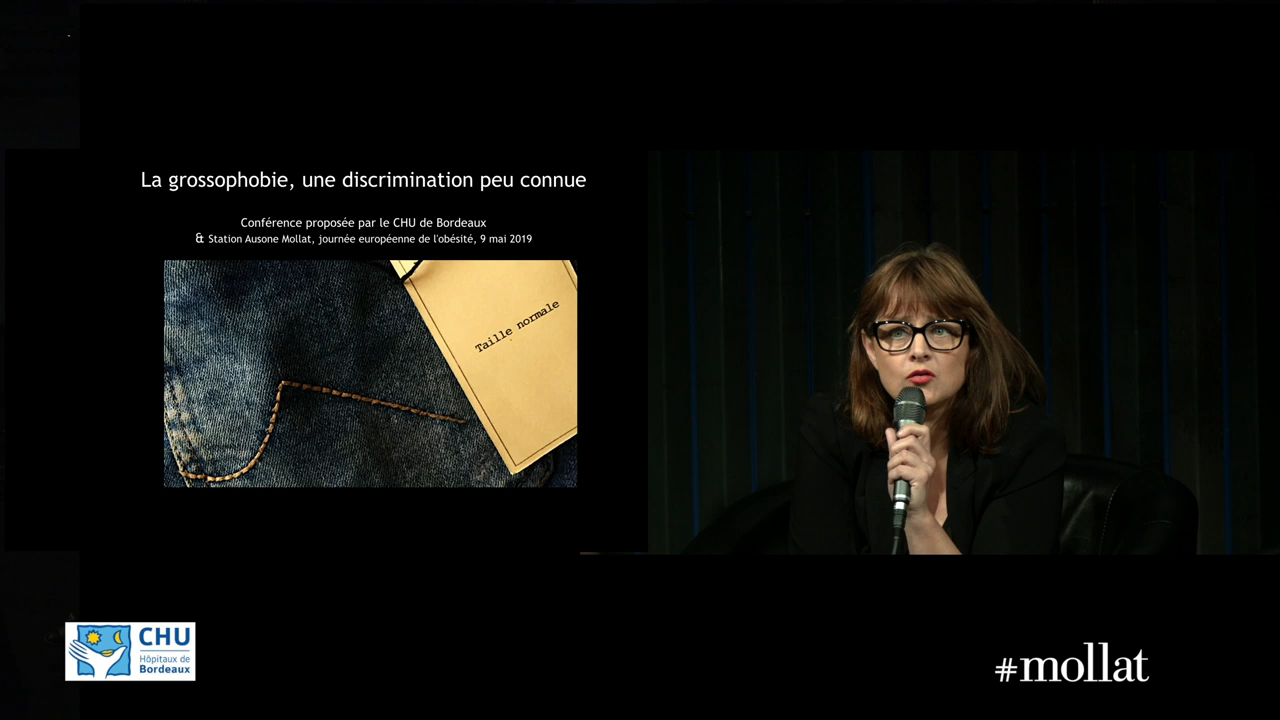 La grossophobie, une discrimination peu connue
Conférence proposée par le CHU de Bordeaux
& Station Ausone Mollat, journée européenne de l'obésité, 9 mai 2019
Taille normale
CHU
Hôpitaux de
Bordeaux
#mollat